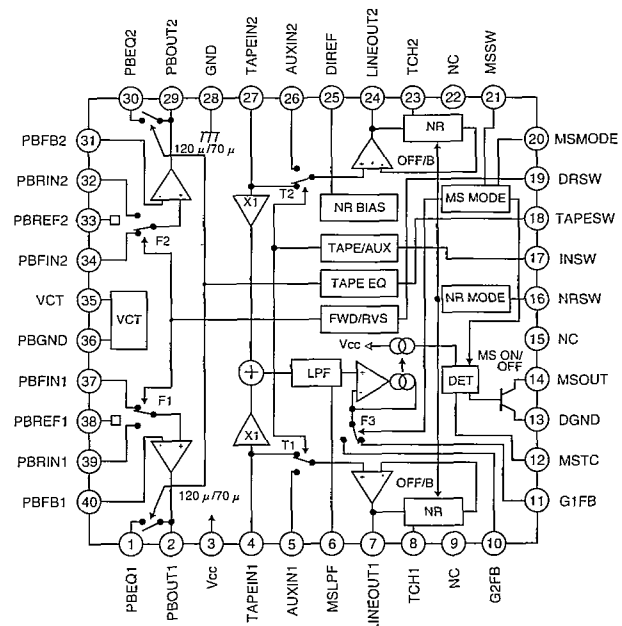 PBEQ2
PBOUT2
GND
TAPEIN2
AUXIN2
DIREF
LINEOUT2
TCH2
NC
MSSW
30 29 28 27 26 25 24 23 22 21
PBFB2 31
PBRIN2 32
PBREF2 33
PBFIN2 34
VCT 35
PBGND 36
PBFIN1 37
PBREF1 38
PBRIN1 39
PBFB1 40
120 μ/70 μ
- +
F2
VCT
F1
- +
120 μ/70 μ
X1
T2
+
X1
T1
NR
OFF/B
NR BIAS
MS MODE
TAPE/AUX
TAPE EQ
FWD/RVS
NR MODE
Vcc
MS ON/
OFF
LPF
+
-
DET
F3
OFF/B
NR
20 MSMODE
19 DRSW
18 TAPESW
17 INSW
16 NRSW
15 NC
14 MSOUT
13 DGND
12 MSTC
11 G1FB
1 2 3 4 5 6 7 8 9 10
PBEQ1
PBOUT1
Vcc
TAPEIN1
AUXIN1
MSLPF
LINEOUT1
TCH1
NC
G2FB